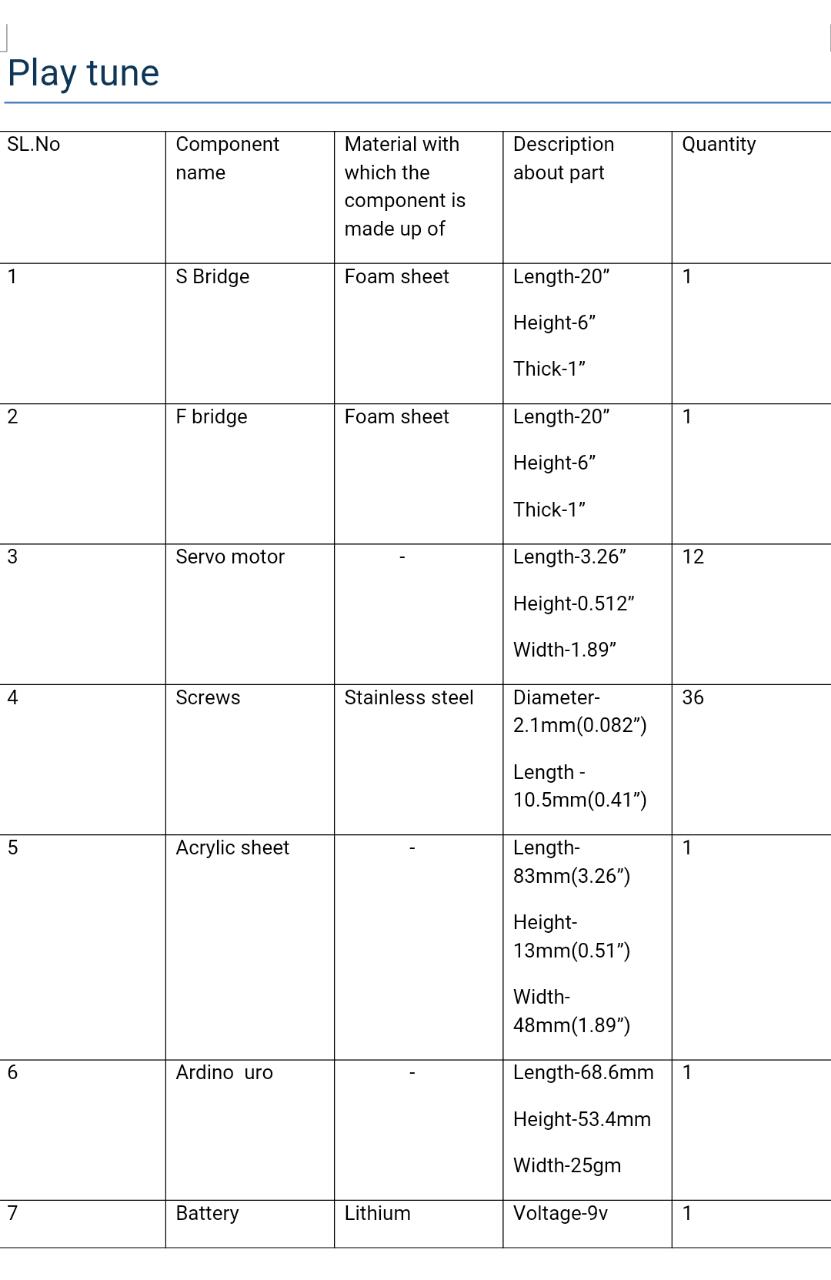 Play tune
SL.No
Component
name
Material with
which the
component is
made up of
Description
about part
Quantity
1
S Bridge
Foam sheet
Length-20”
Height-6”
Thick-1”
1
2
F bridge
Foam sheet
Length-20”
Height-6”
Thick-1”
1
3
Servo motor
-
Length-3.26”
Height-0.512”
Width-1.89”
12
4
Screws
Stainless steel
Diameter-
2.1mm(0.082”)
Length -
10.5mm(0.41”)
36
5
Acrylic sheet
-
Length-
83mm(3.26”)
Height-
13mm(0.51”)
Width-
48mm(1.89”)
1
6
Ardino  uro
-
Length-68.6mm
Height-53.4mm
Width-25gm
1
7
Battery
Lithium
Voltage-9v
1